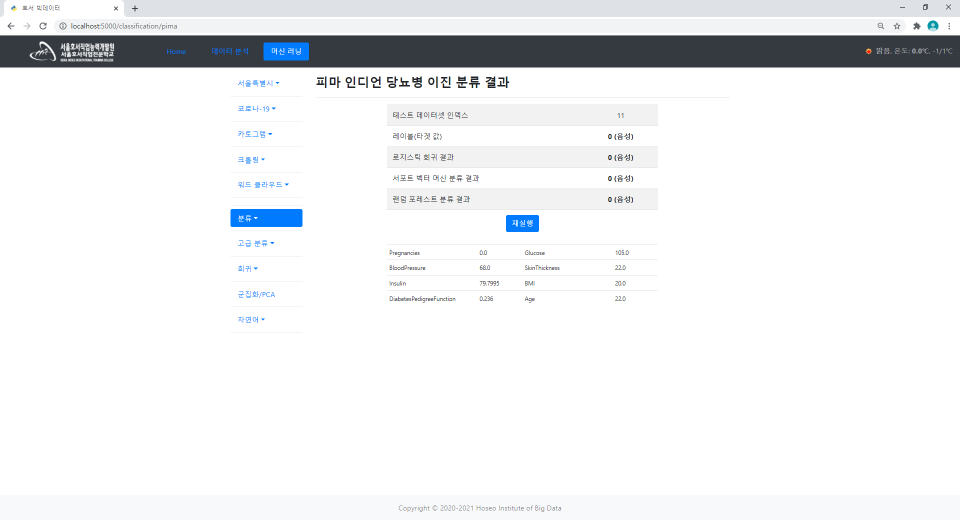 호서 빅데이터
localhost:5000/classification/pima
서울호서직업능력개발원
서울호서직업전문학교
Home 데이터 분석 머신 러닝
맑음, 온도: 0.0℃, -1/1℃
서울특별시
코로나-19
카토그램
크롤링
워드 클라우드
분류
고급 분류
회귀
군집화/PCA
자연어
피마 인디언 당뇨병 이진 분류 결과
테스트 데이터셋 인덱스 11
레이블(타겟 값) 0 (음성)
로지스틱 회귀 결과 0 (음성)
서포트 벡터 머신 분류 결과 0 (음성)
랜덤 포레스트 분류 결과 0 (음성)
재실행
Pregnancies 0.0 Glucose 105.0
BloodPressure 68.0 SkinThickness 22.0
Insulin 79.7995 BMI 20.0
DiabetesPedigreeFunction 0.236 Age 22.0
Copyright © 2020-2021 Hoseo Institute of Big Data